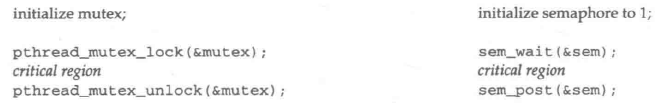 initialize mutex;
initialize semaphore to 1;
pthread_mutex_lock(&mutex);
sem_wait(&sem);
critical region
critical region
pthread_mutex_unlock(&mutex);
sem_post(&sem);